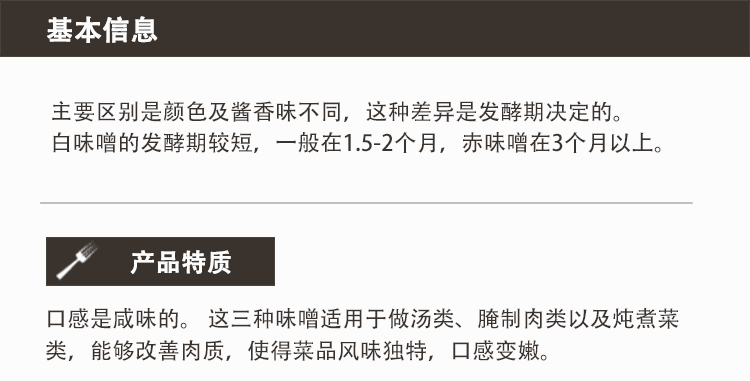 基本信息
主要区别是颜色及酱香味不同，这种差异是发酵期决定的。
白味噌的发酵期较短，一般在1.5-2个月，赤味噌在3个月以上。
产品特质
口感是咸味的。 这三种味噌适用于做汤类、腌制肉类以及炖煮菜
类，能够改善肉质，使得菜品风味独特，口感变嫩。